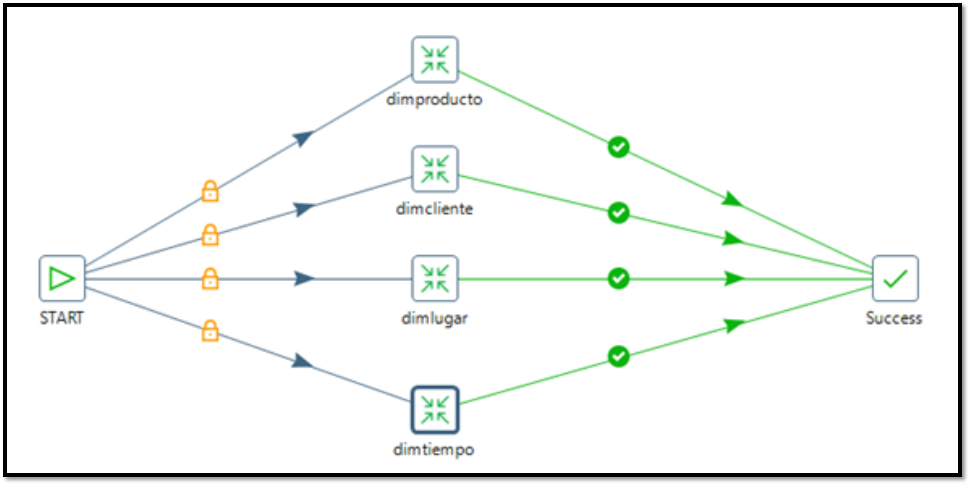 dimproducto
dimcliente
START
dimlugar
Success
dimtiempo